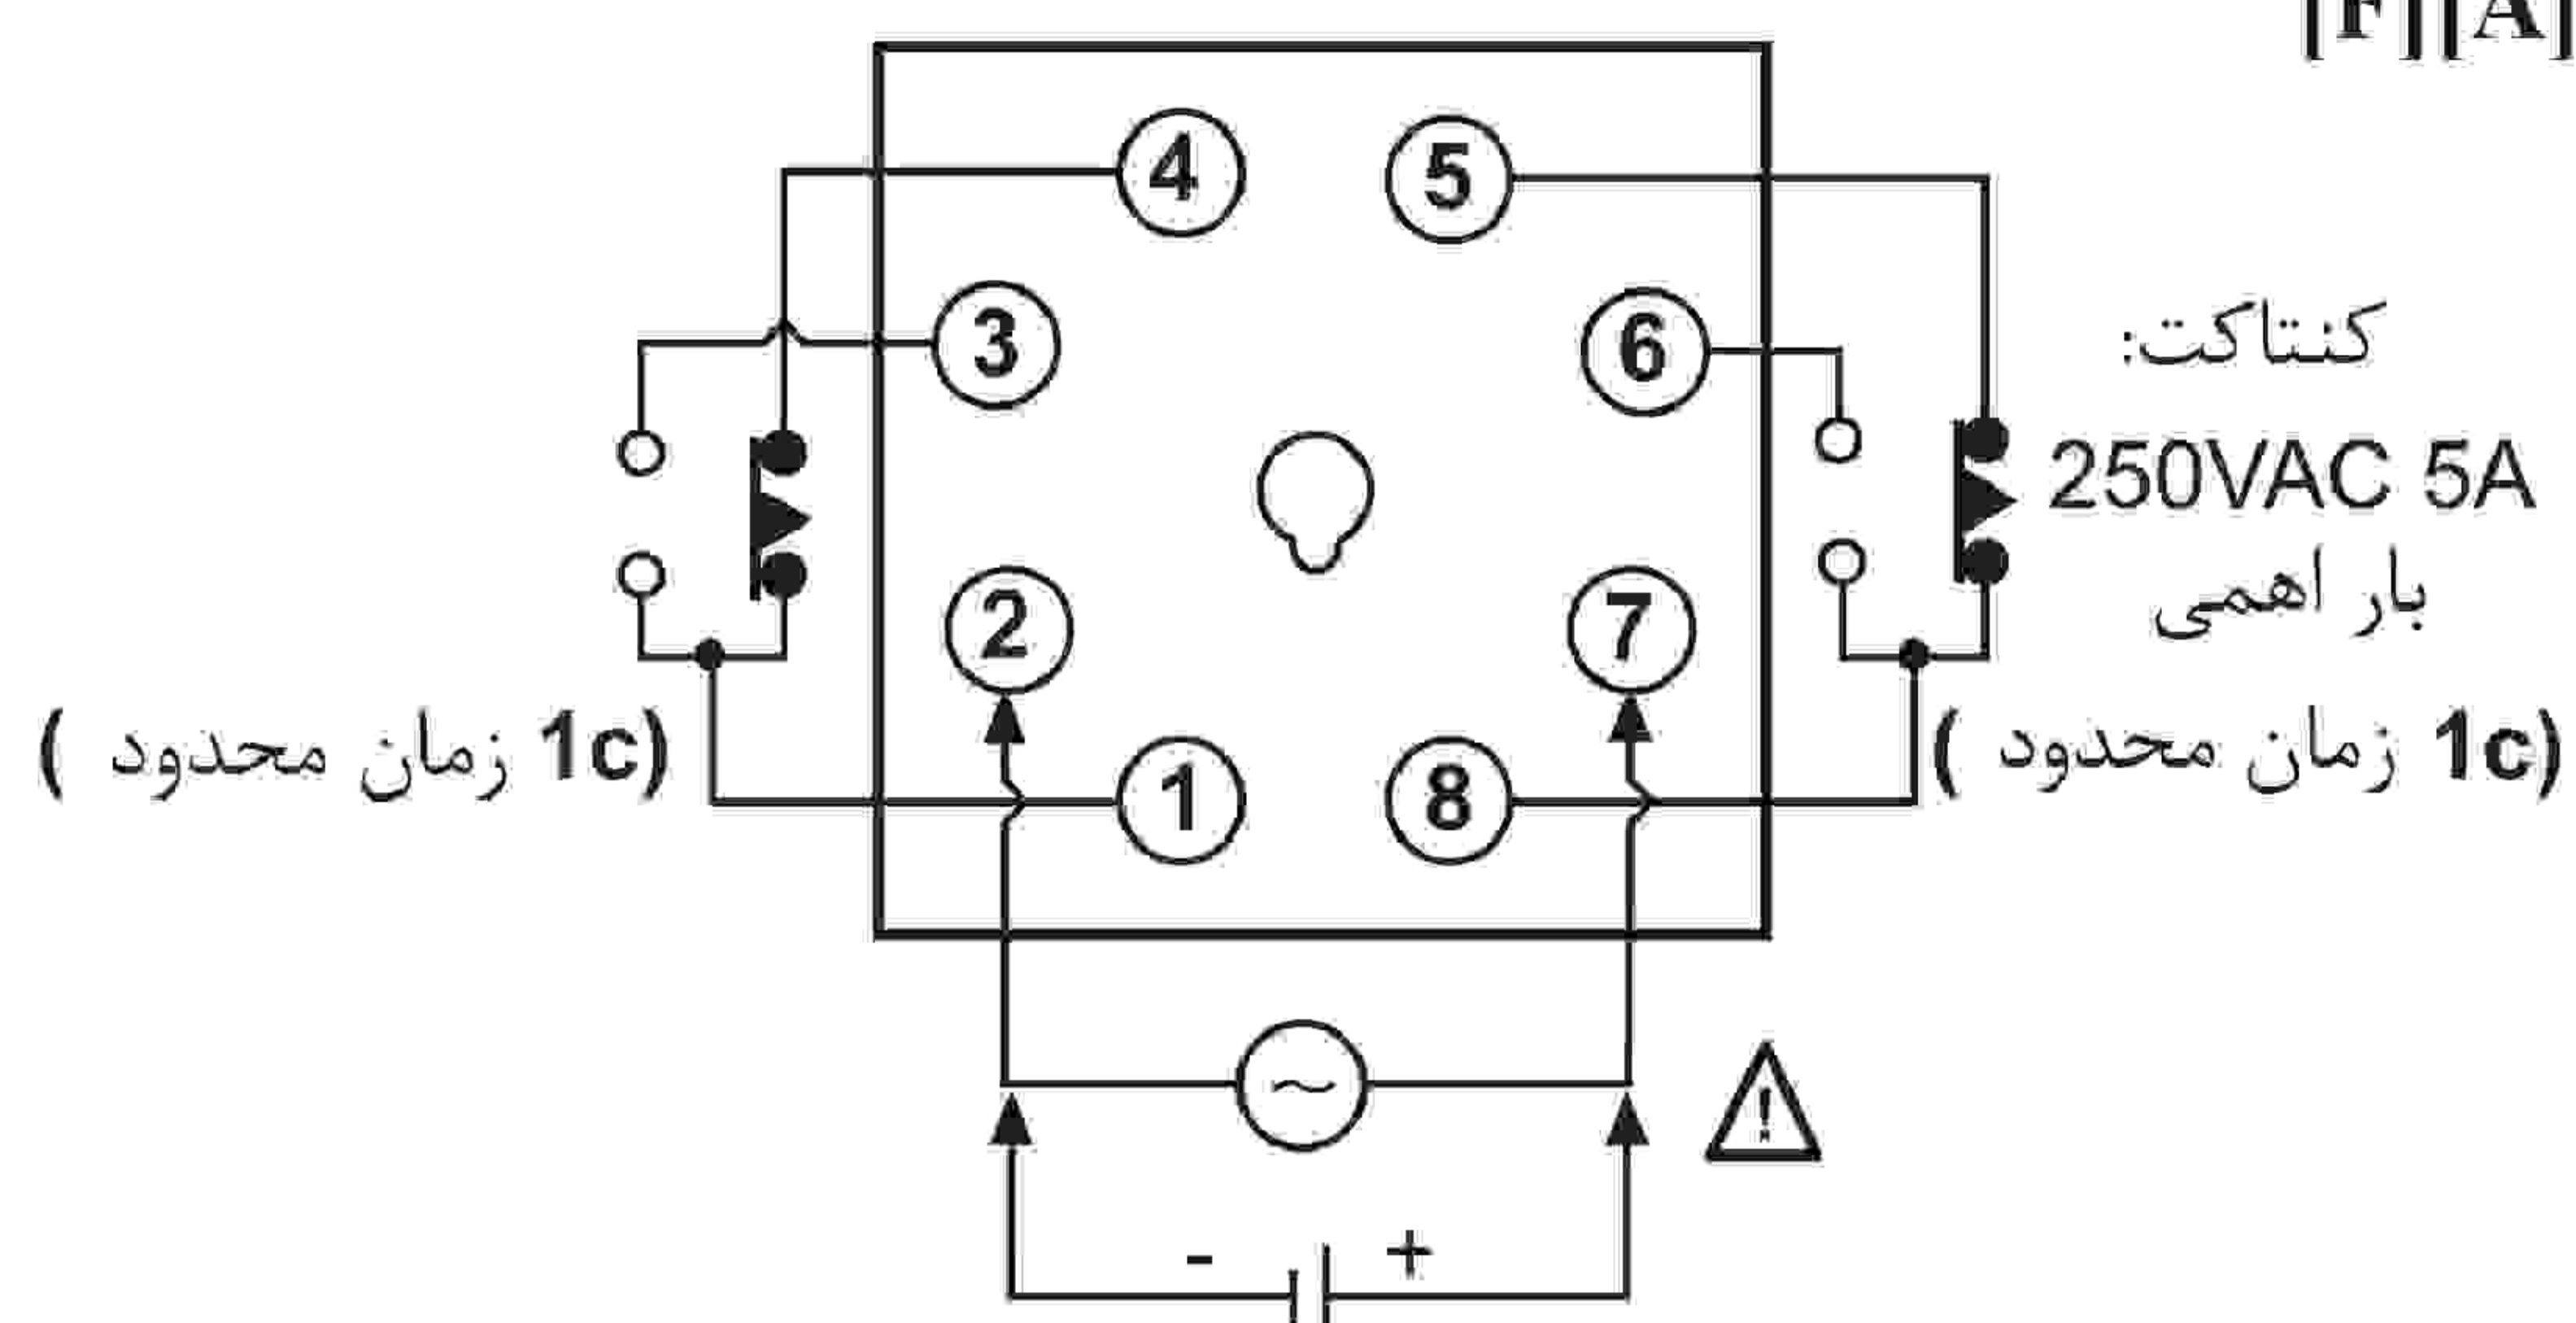 [F][A]
4
5
3
6
کنتاکت:
250VAC 5A
بار اهمی
2
7
(1c زمان محدود )
1
8
(1c زمان محدود )
~
!
- +